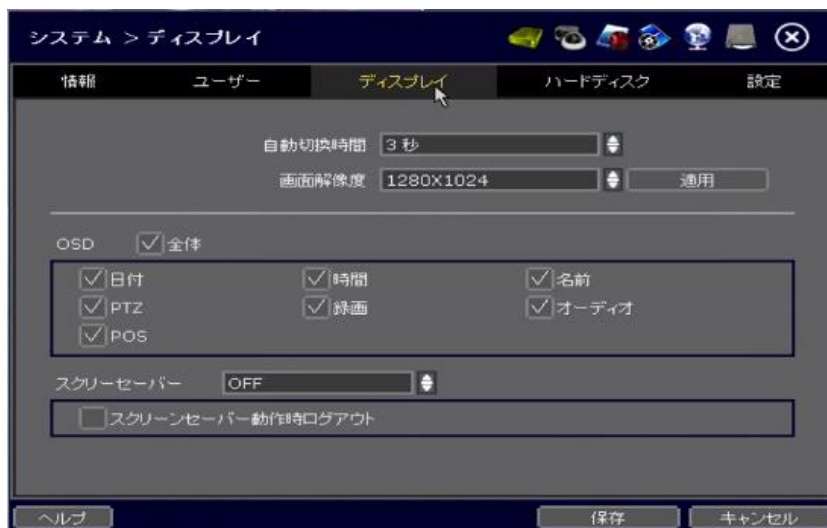 システム > ディスプレイ
情報 ユーザー ディスプレイ ハードディスク 設定
自動切換時間 3 秒
画面解像度 1280X1024 適用
OSD 全体
日付 時間 名前
PTZ 録画 オーディオ
POS
スクリーセーバー OFF
スクリーンセーバー動作時ログアウト
ヘルプ 保存 キャンセル